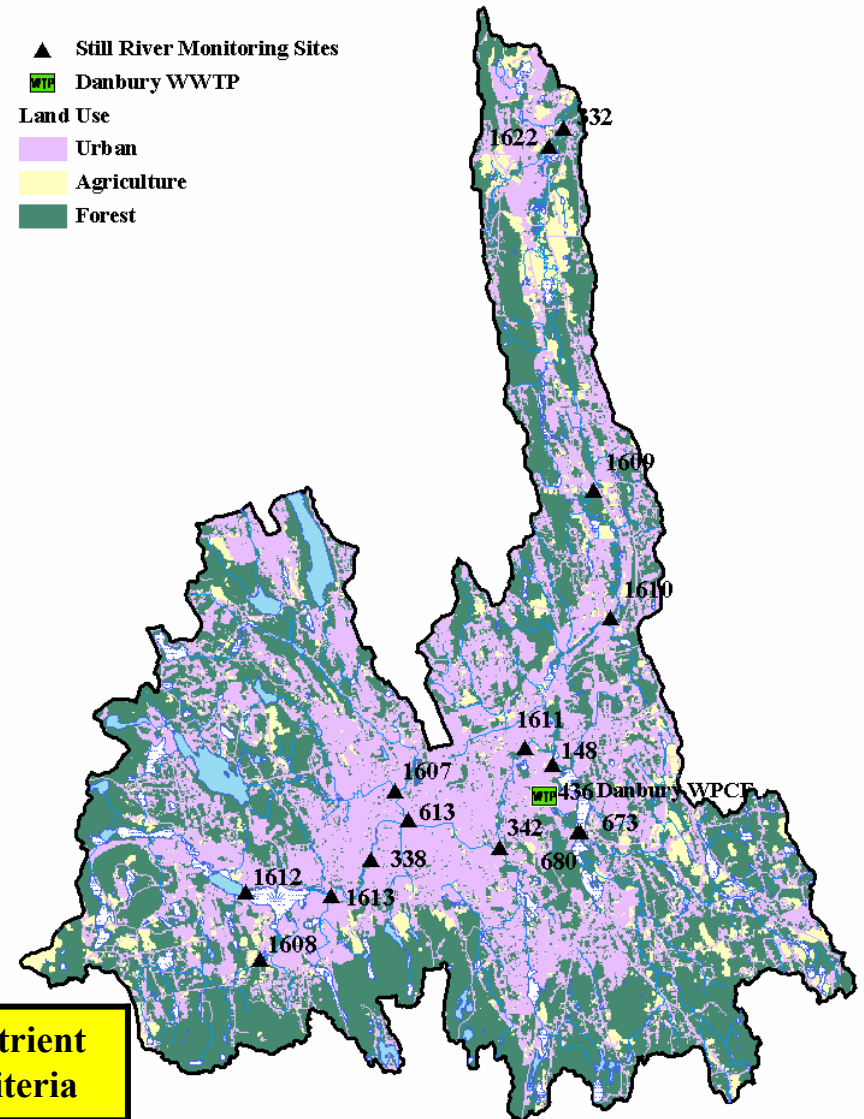 Still River Monitoring Sites
WTP Danbury WWTP
Land Use
Urban
Agriculture
Forest
332
1622
1609
1610
1611
148
1607
WTP 436 Danbury WPCF
613
673
342
680
338
1612
1613
1608
trient
iteria